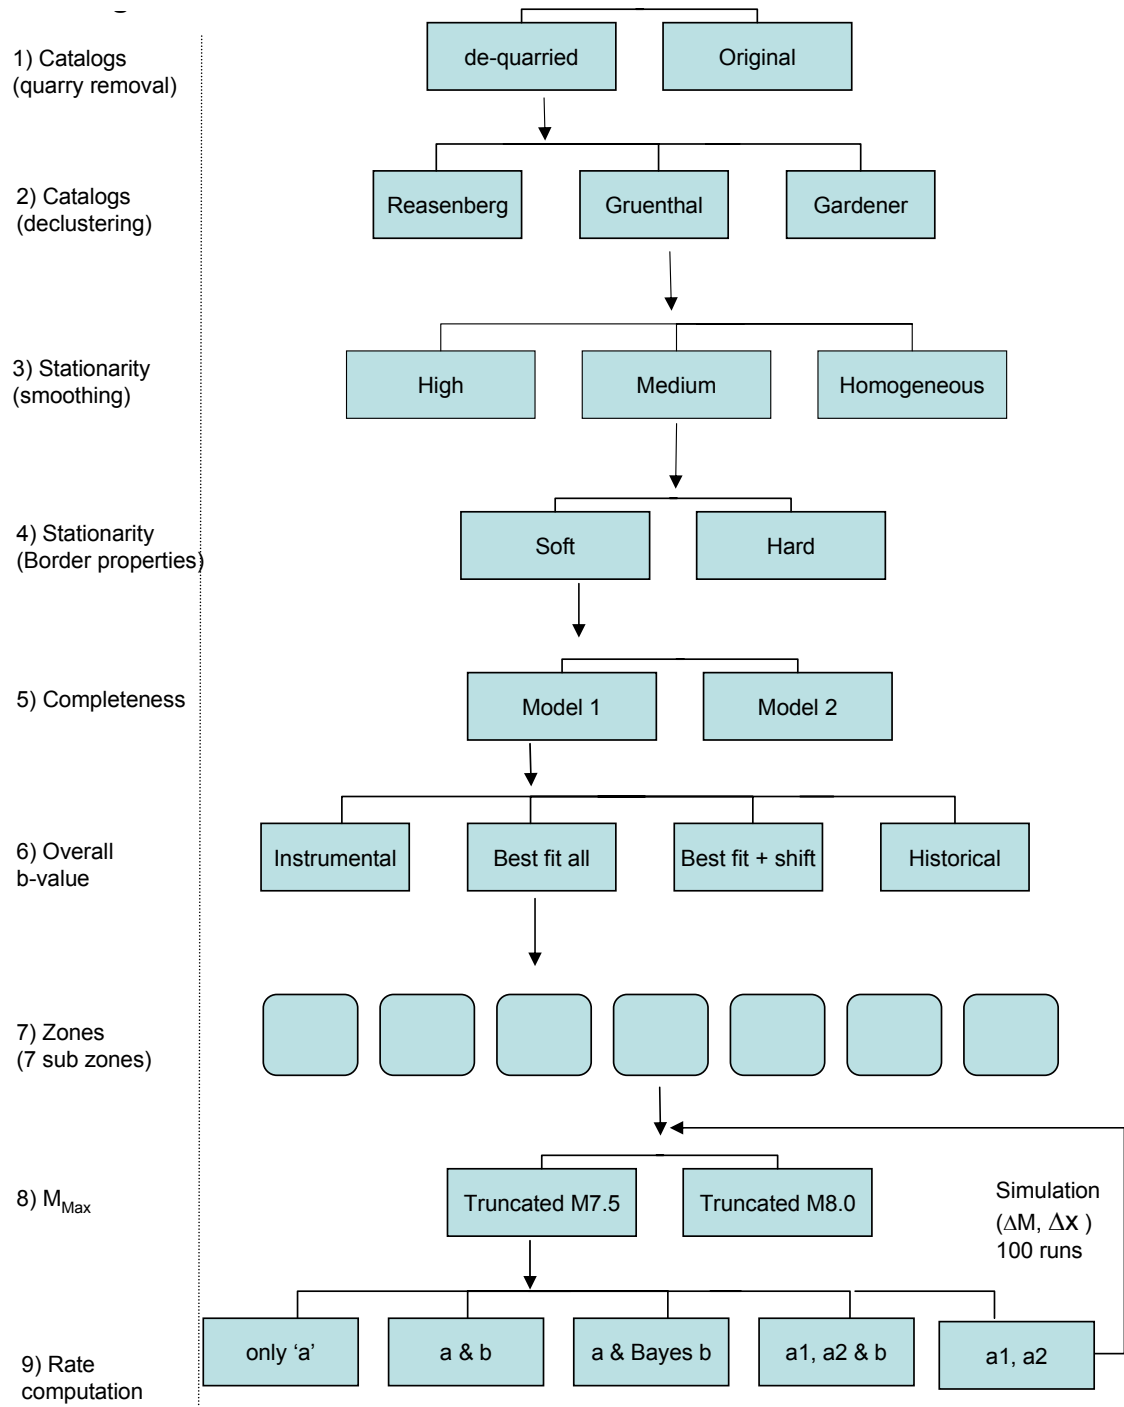 1) Catalogs
(quarry removal)
de-quarried
Original
2) Catalogs
(declustering)
Reasenberg
Gruenthal
Gardener
3) Stationarity
(smoothing)
High
Medium
Homogeneous
4) Stationarity
(Border properties)
Soft
Hard
5) Completeness
Model 1
Model 2
6) Overall
b-value
Instrumental
Best fit all
Best fit + shift
Historical
7) Zones
(7 sub zones)
8) MMax
Truncated M7.5
Truncated M8.0
Simulation
(ΔM, Δx )
100 runs
9) Rate
computation
only ‘a’
a & b
a & Bayes b
a1, a2 & b
a1, a2